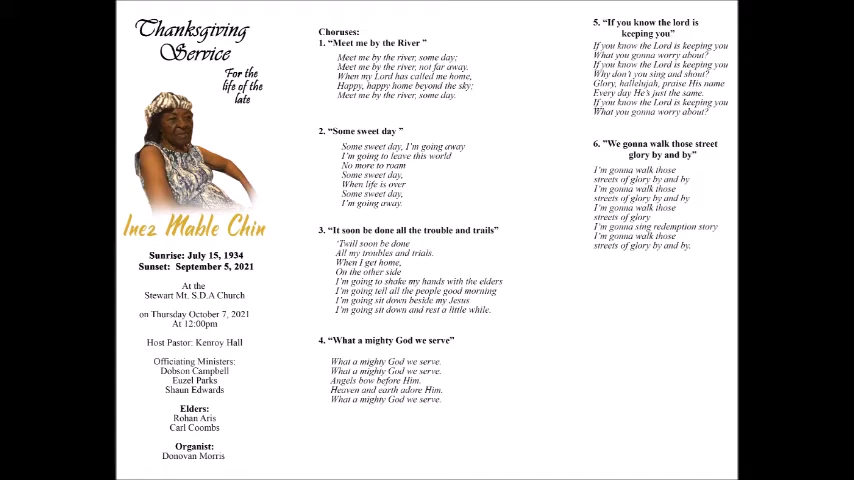 Thanksgiving
Service
For the
life of the
late
Inez Mable Chin
Sunrise: July 15, 1934
Sunset: September 5, 2021
At the
Stewart Mt. S.D.A Church
on Thursday October 7, 2021
At 12:00pm
Host Pastor: Kenroy Hall
Officiating Ministers:
Dobson Campbell
Euzel Parks
Shaun Edwards
Elders:
Rohan Aris
Carl Coombs
Organist:
Donovan Morris
Choruses:
1. “Meet me by the River ”
Meet me by the river, some day;
Meet me by the river, not far away.
When my Lord has called me home,
Happy, happy home beyond the sky;
Meet me by the river, some day.
2. “Some sweet day ”
Some sweet day, I'm going away
I'm going to leave this world
No more to roam
Some sweet day,
When life is over
Some sweet day,
I'm going away.
3. “It soon be done all the trouble and trails”
‘Twill soon be done
All my troubles and trials.
When I get home,
On the other side
I'm going to shake my hands with the elders
I'm going tell all the people good morning
I'm going sit down beside my Jesus
I'm going sit down and rest a little while.
4. “What a mighty God we serve”
What a mighty God we serve.
What a mighty God we serve.
Angels bow before Him.
Heaven and earth adore Him.
What a mighty God we serve.
5. “If you know the lord is
keeping you”
If you know the Lord is keeping you
What you gonna worry about?
If you know the Lord is keeping you
Why don't you sing and shout?
Glory, hallelujah, praise His name
Every day He's just the same.
If you know the Lord is keeping you
What you gonna worry about?
6. ”We gonna walk those street
glory by and by”
I'm gonna walk those
streets of glory by and by
I'm gonna walk those
streets of glory by and by
I'm gonna walk those
streets of glory
I'm gonna sing redemption story
I'm gonna walk those
streets of glory by and by.